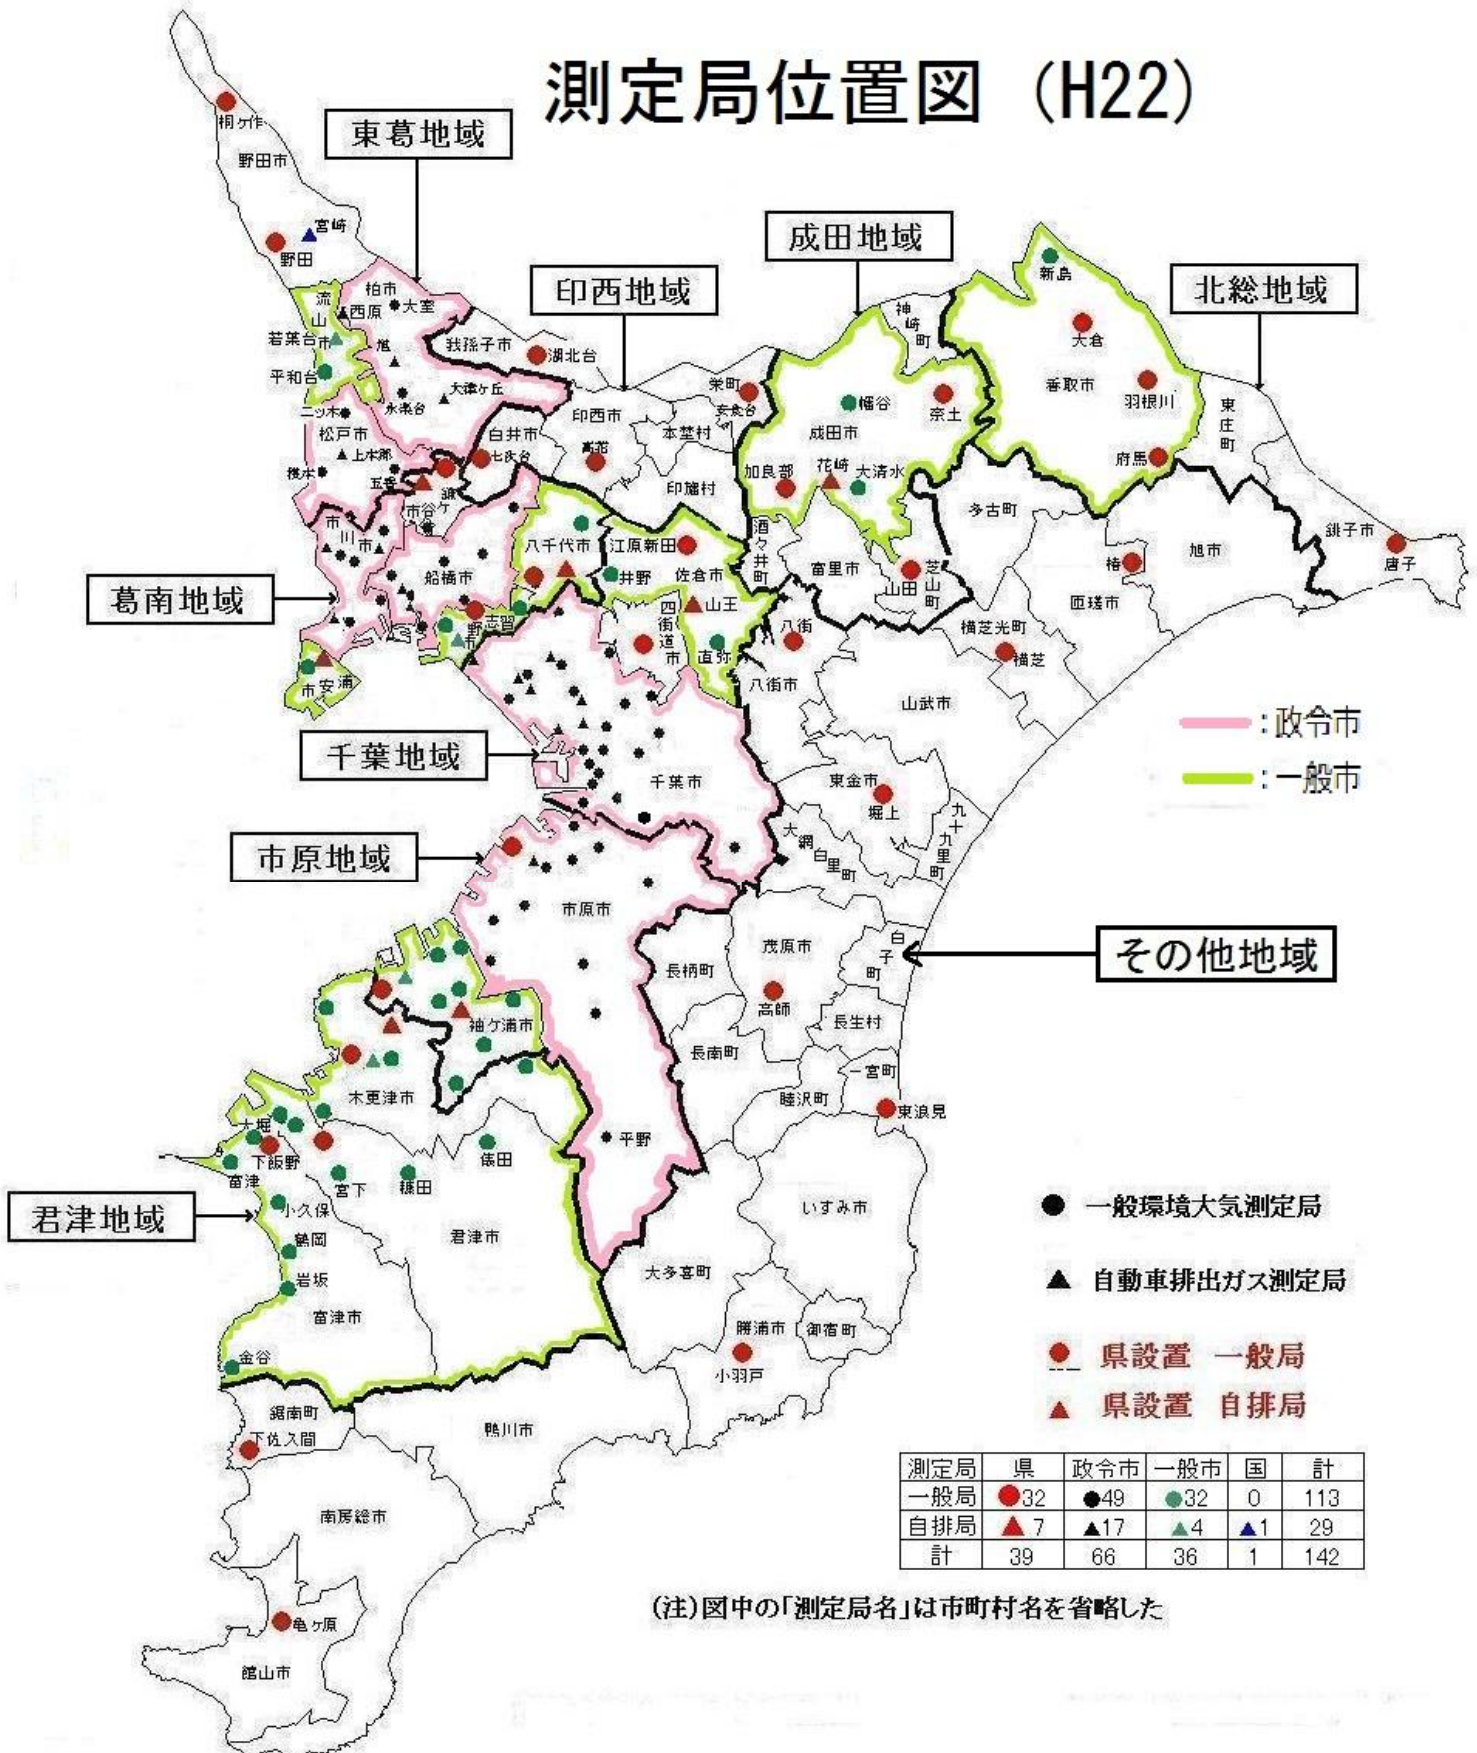 測定局位置図（H22）
桐ヶ作
東葛地域
野田市
宮崎
成田地域
野田
新島
北総地域
印西地域
柏市
流山市
西原
大室
神崎町
大倉
若葉台
旭
我孫子市
湖北台
平和台
栄町
安食台
香取市
羽根川
大津ヶ丘
永楽台
幡谷
奈土
東庄町
二ツ木
印西市
松戸市
白井市
本埜村
成田市
上本郷
七次台
高花
府馬
根本
五香
加良部
花崎
大清水
鎌ケ谷市
印旛村
多古町
市川市
酒々井町
銚子市
八千代市
江原新田
旭市
唐子
葛南地域
船橋市
井野
佐倉市
富里市
山田
芝山町
椿
匝瑳市
山王
四街道市
習志野市
八街
横芝光町
横芝
直弥
浦安市
八街市
山武市
：政令市
千葉地域
千葉市
：一般市
東金市
堀上
九十九里町
大網白里町
市原地域
市原市
茂原市
白子町
その他地域
長柄町
高師
長生村
袖ケ浦市
長南町
一宮町
木更津市
睦沢町
東浪見
大堀
平野
下飯野
俵田
富津
宮下
糠田
君津地域
小久保
いすみ市
● 一般環境大気測定局
鶴岡
君津市
岩坂
大多喜町
▲ 自動車排出ガス測定局
富津市
勝浦市
御宿町
金谷
小羽戸
● 県設置 一般局
▲ 県設置 自排局
鋸南町
下佐久間
鴨川市
測定局 県 政令市 一般市 国 計
一般局 ●32 ●49 ●32 0 113
自排局 ▲7 ▲17 ▲4 ▲1 29
計 39 66 36 1 142
南房総市
(注)図中の「測定局名」は市町村名を省略した
亀ヶ原
館山市